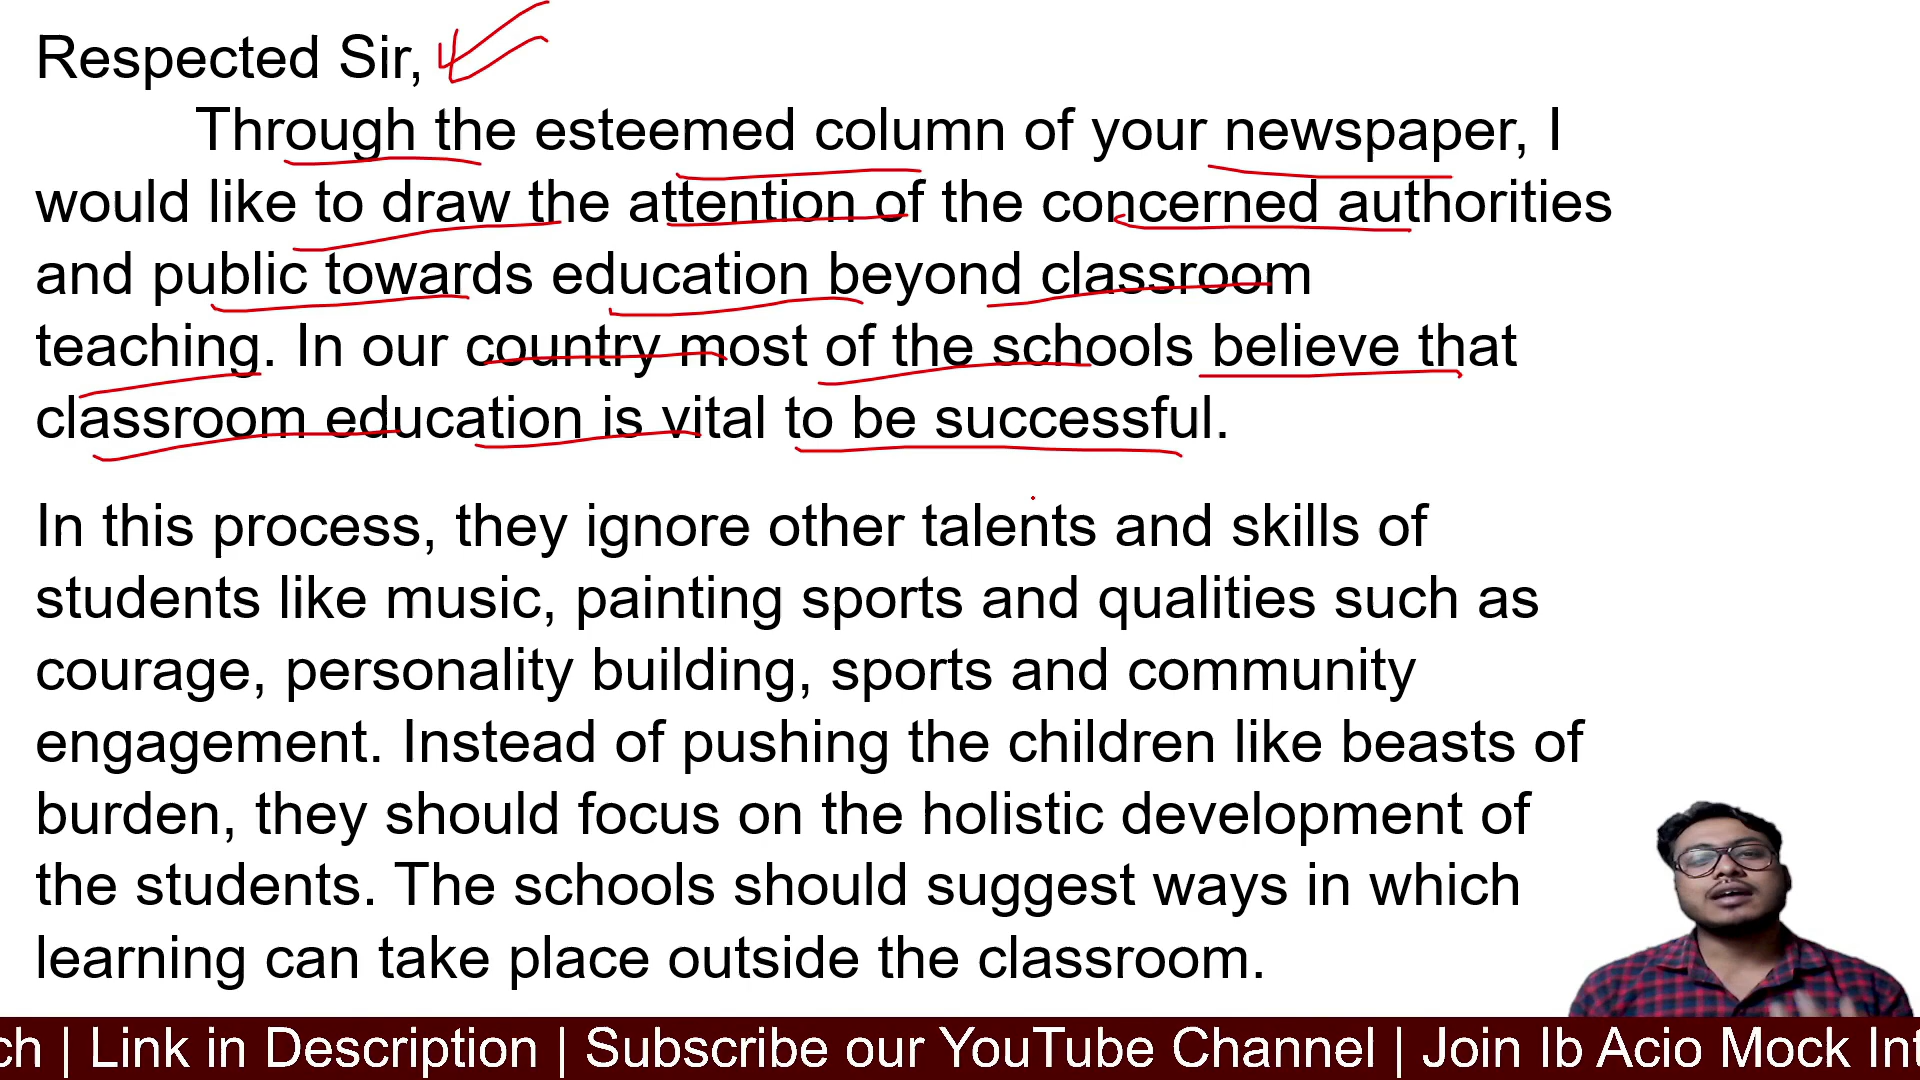 Respected Sir,
Through the esteemed column of your newspaper, I
would like to draw the attention of the concerned authorities
and public towards education beyond classroom
teaching. In our country most of the schools believe that
classroom education is vital to be successful.
In this process, they ignore other talents and skills of
students like music, painting sports and qualities such as
courage, personality building, sports and community
engagement. Instead of pushing the children like beasts of
burden, they should focus on the holistic development of
the students. The schools should suggest ways in which
learning can take place outside the classroom.
ch | Link in Description | Subscribe our YouTube Channel | Join Ib Acio Mock Int